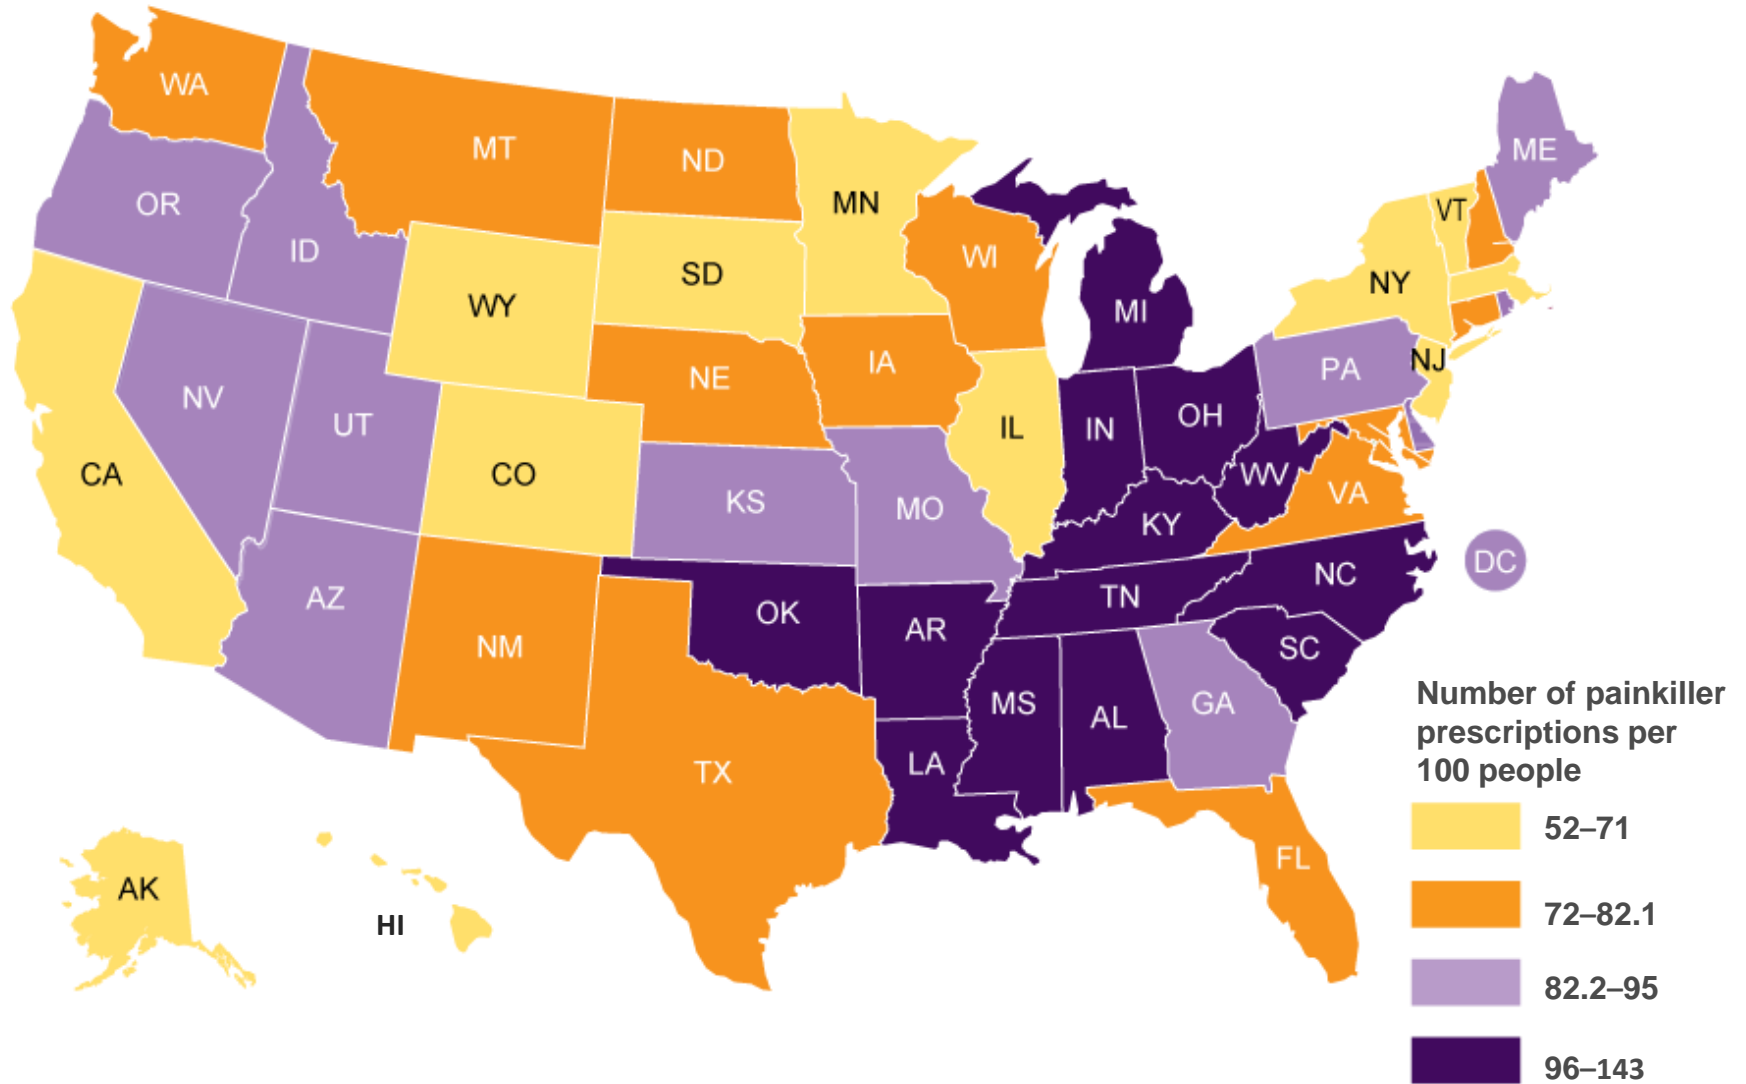 WA
MT
ND
MN
ME
OR
ID
WI
VT
WY
SD
NY
MI
NV
UT
NE
IA
PA
NJ
CA
CO
IL
IN
OH
KS
MO
WV
VA
KY
AZ
NM
OK
AR
TN
NC
DC
SC
MS
AL
GA
LA
TX
FL
AK
HI
Number of painkiller
prescriptions per
100 people
52–71
72–82.1
82.2–95
96–143